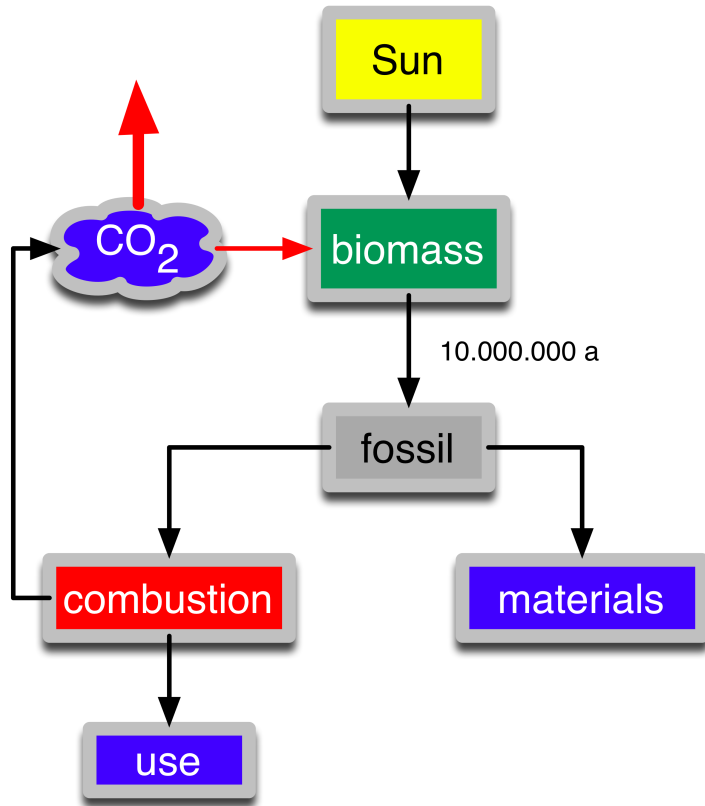 Sun
CO2
biomass
10.000.000 a
fossil
combustion
materials
use